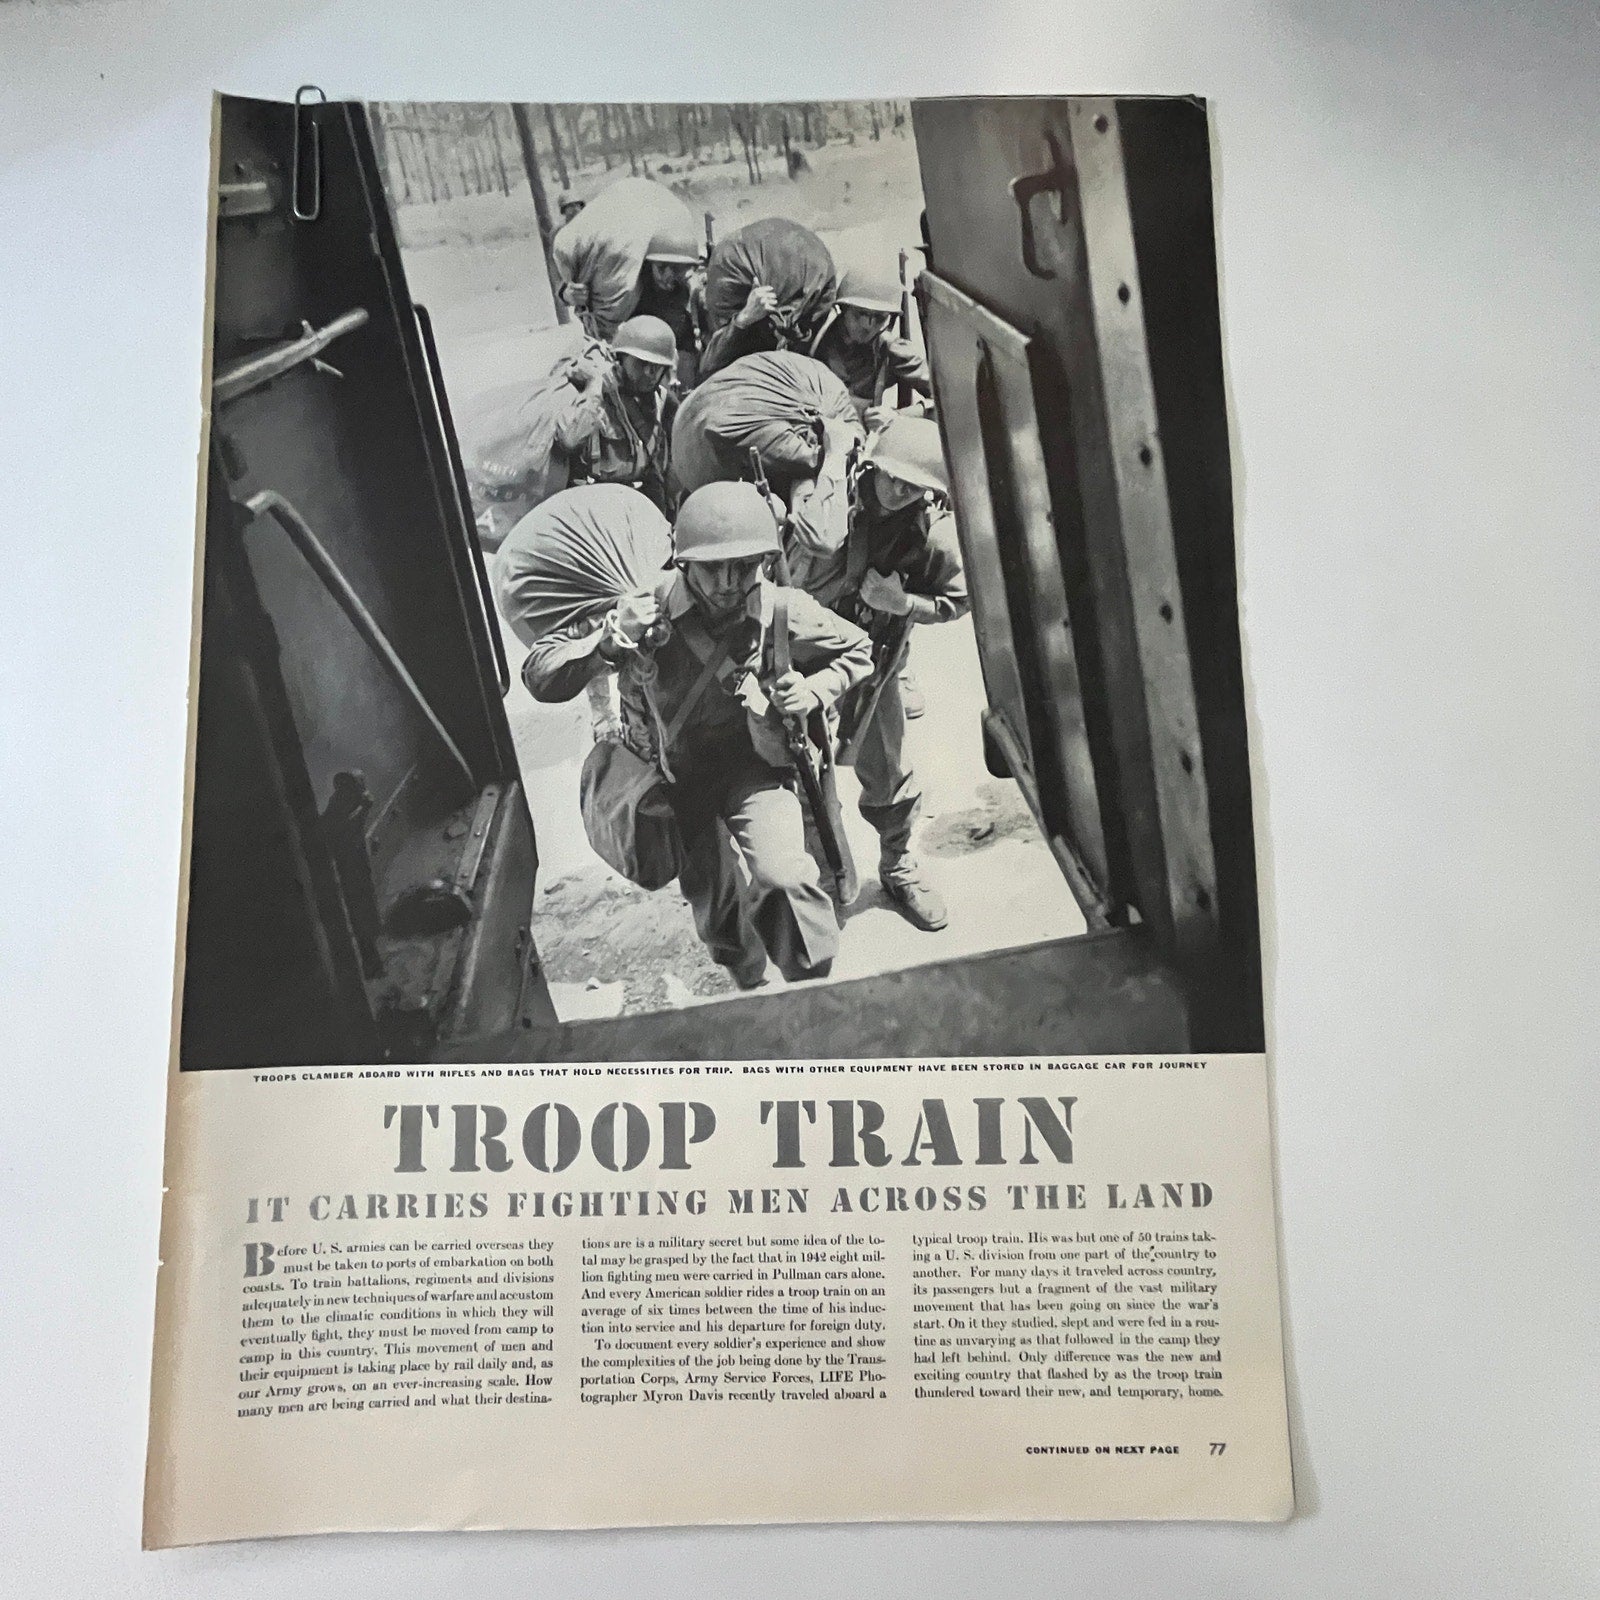 TROOPS CLAMBER ABOARD WITH RIFLES AND BAGS THAT HOLD NECESSITIES FOR TRIP. BAGS WITH OTHER EQUIPMENT HAVE BEEN STORED IN BAGGAGE CAR FOR JOURNEY
TROOP TRAIN
IT CARRIES FIGHTING MEN ACROSS THE LAND
Before U. S. armies can be carried overseas they
must be taken to ports of embarkation on both
coasts. To train battalions, regiments and divisions
adequately in new techniques of warfare and accustom
them to the climatic conditions in which they will
eventually fight, they must be moved from camp to
camp in this country. This movement of men and
their equipment is taking place by rail daily and, as
our Army grows, on an ever-increasing scale. How
many men are being carried and what their destina-
tions are is a military secret but some idea of the to-
tal may be grasped by the fact that in 1942 eight mil-
lion fighting men were carried in Pullman cars alone.
And every American soldier rides a troop train on an
average of six times between the time of his induc-
tion into service and his departure for foreign duty.
To document every soldier's experience and show
the complexities of the job being done by the Trans-
portation Corps, Army Service Forces, LIFE Pho-
tographer Myron Davis recently traveled aboard a
typical troop train. His was but one of 50 trains tak-
ing a U. S. division from one part of the country to
another. For many days it traveled across country,
its passengers but a fragment of the vast military
movement that has been going on since the war's
start. On it they studied, slept and were fed in a rou-
tine as unvarying as that followed in the camp they
had left behind. Only difference was the new and
exciting country that flashed by as the troop train
thundered toward their new, and temporary, home.
CONTINUED ON NEXT PAGE 77